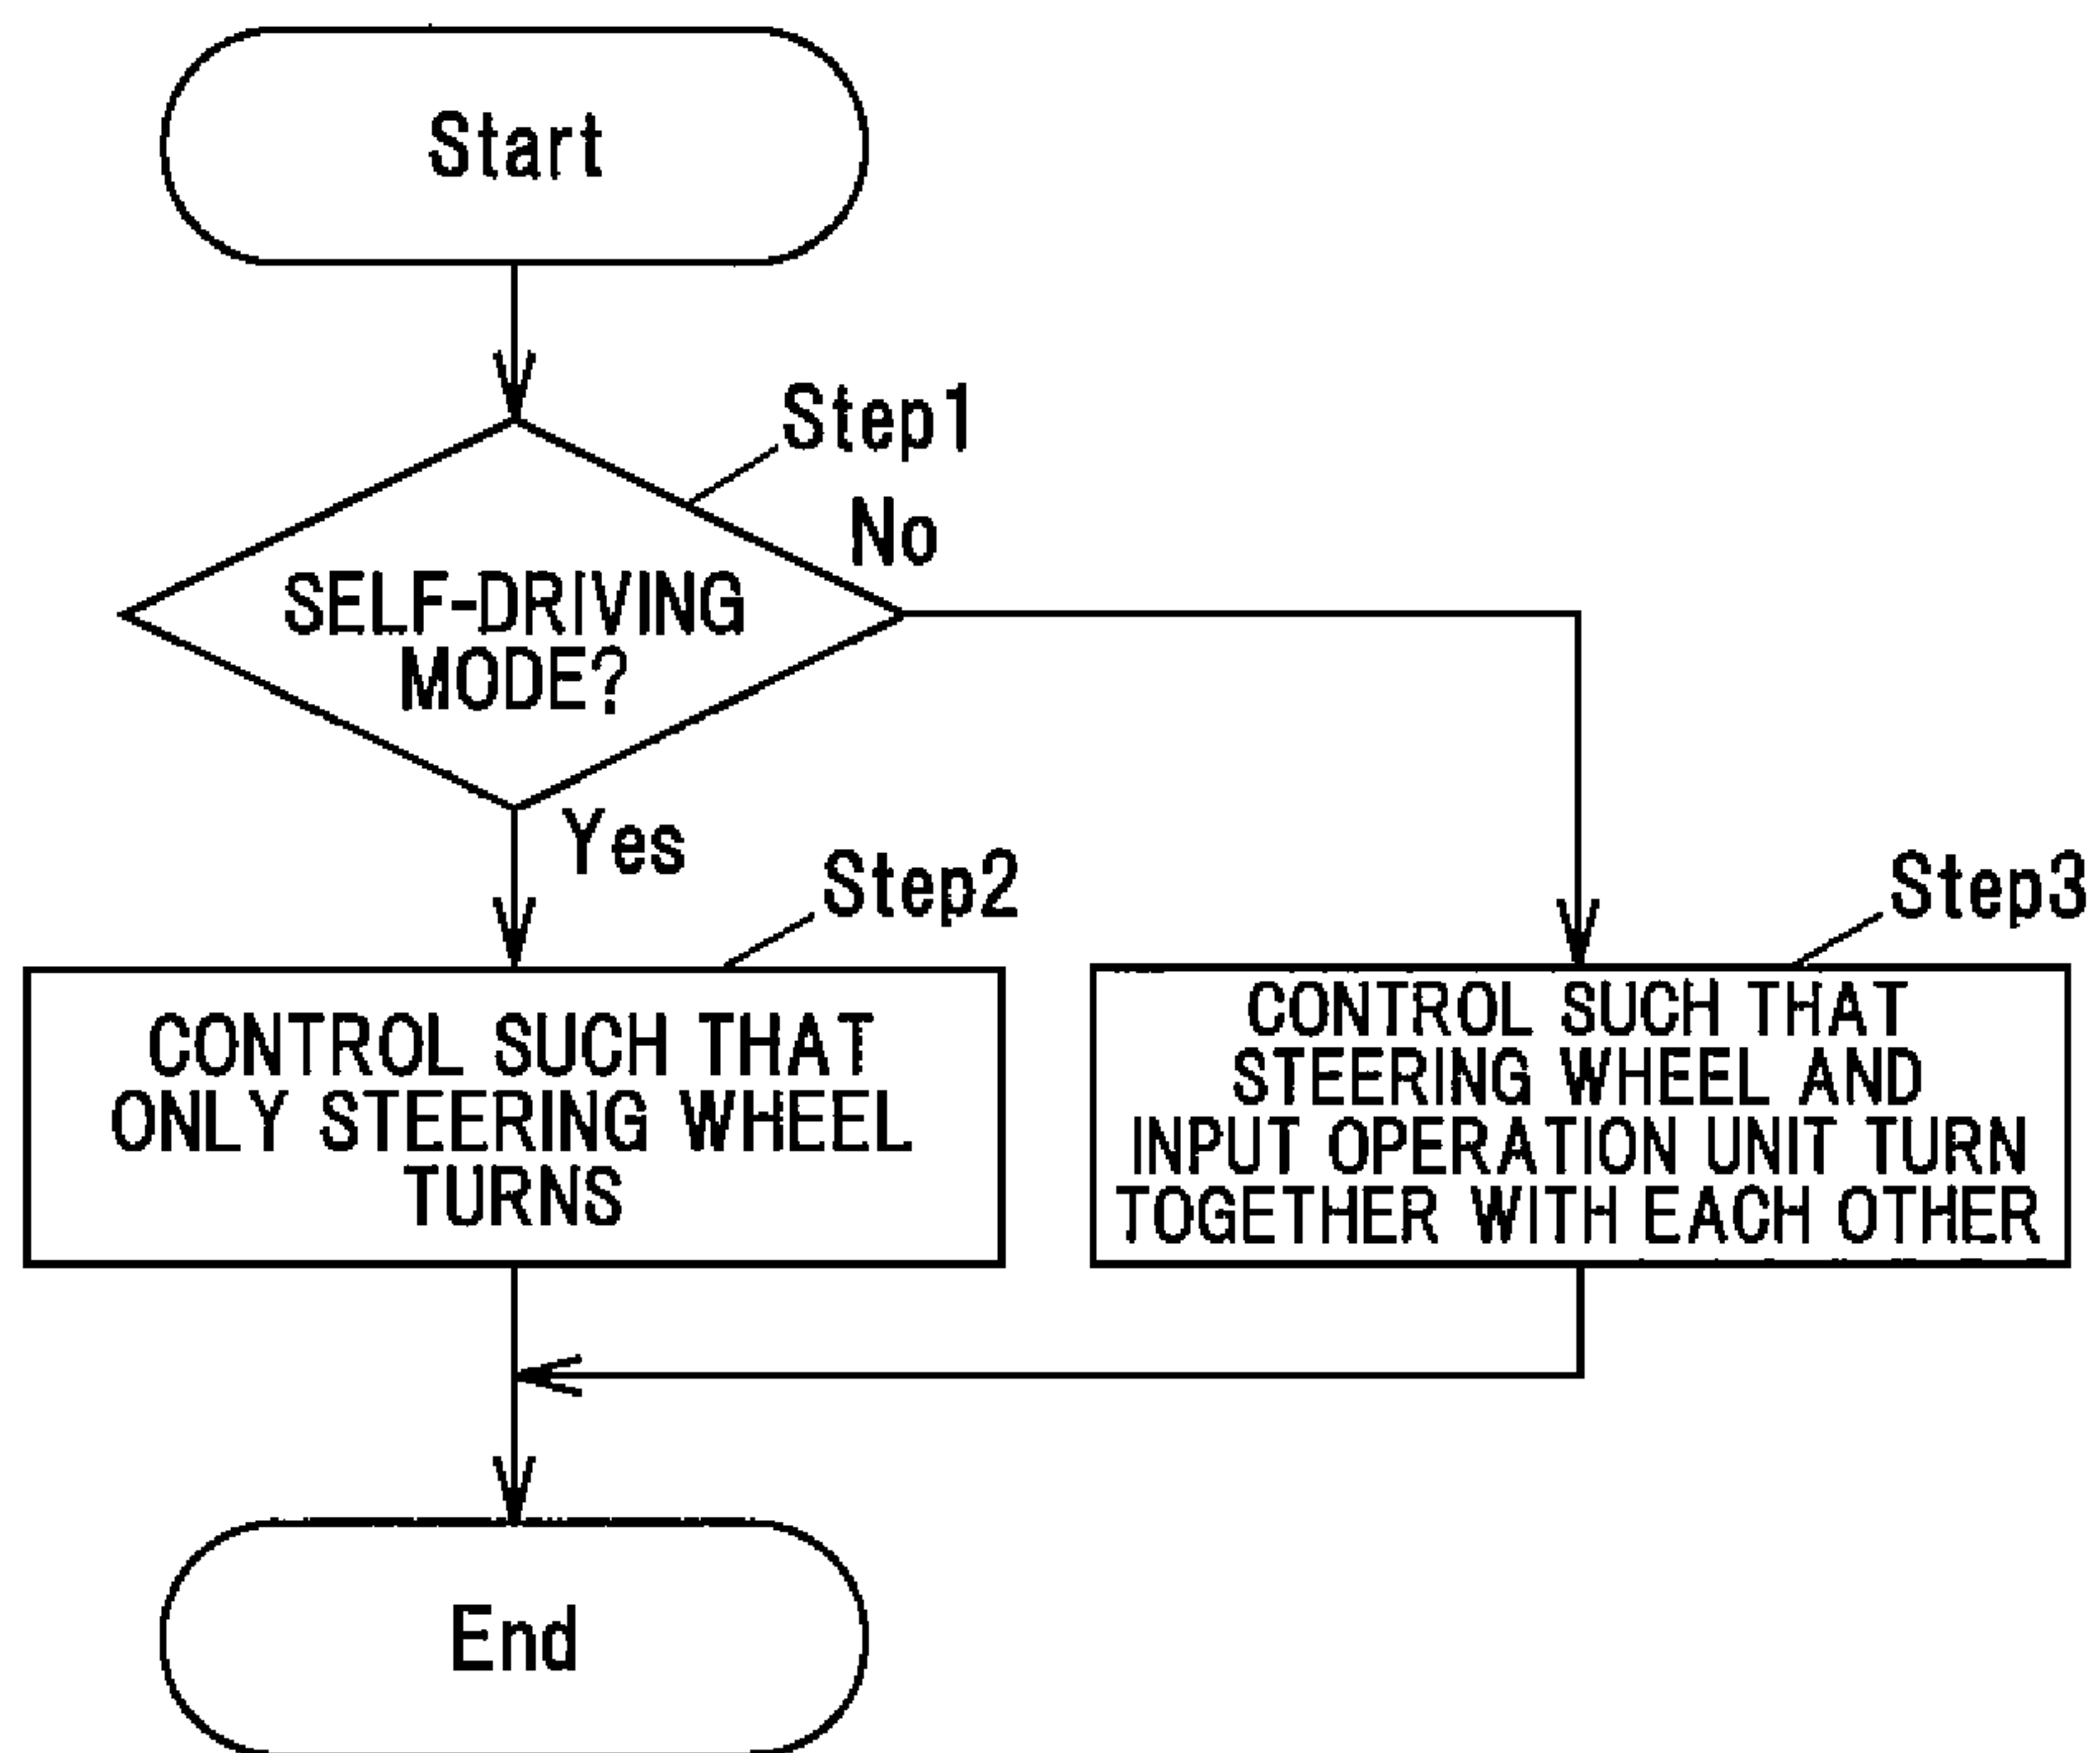 Start
Step1
No
SELF-DRIVING
MODE?
Yes
Step2
Step3
CONTROL SUCH THAT
ONLY STEERING WHEEL
TURNS
CONTROL SUCH THAT
STEERING WHEEL AND
INPUT OPERATION UNIT TURN
TOGETHER WITH EACH OTHER
End